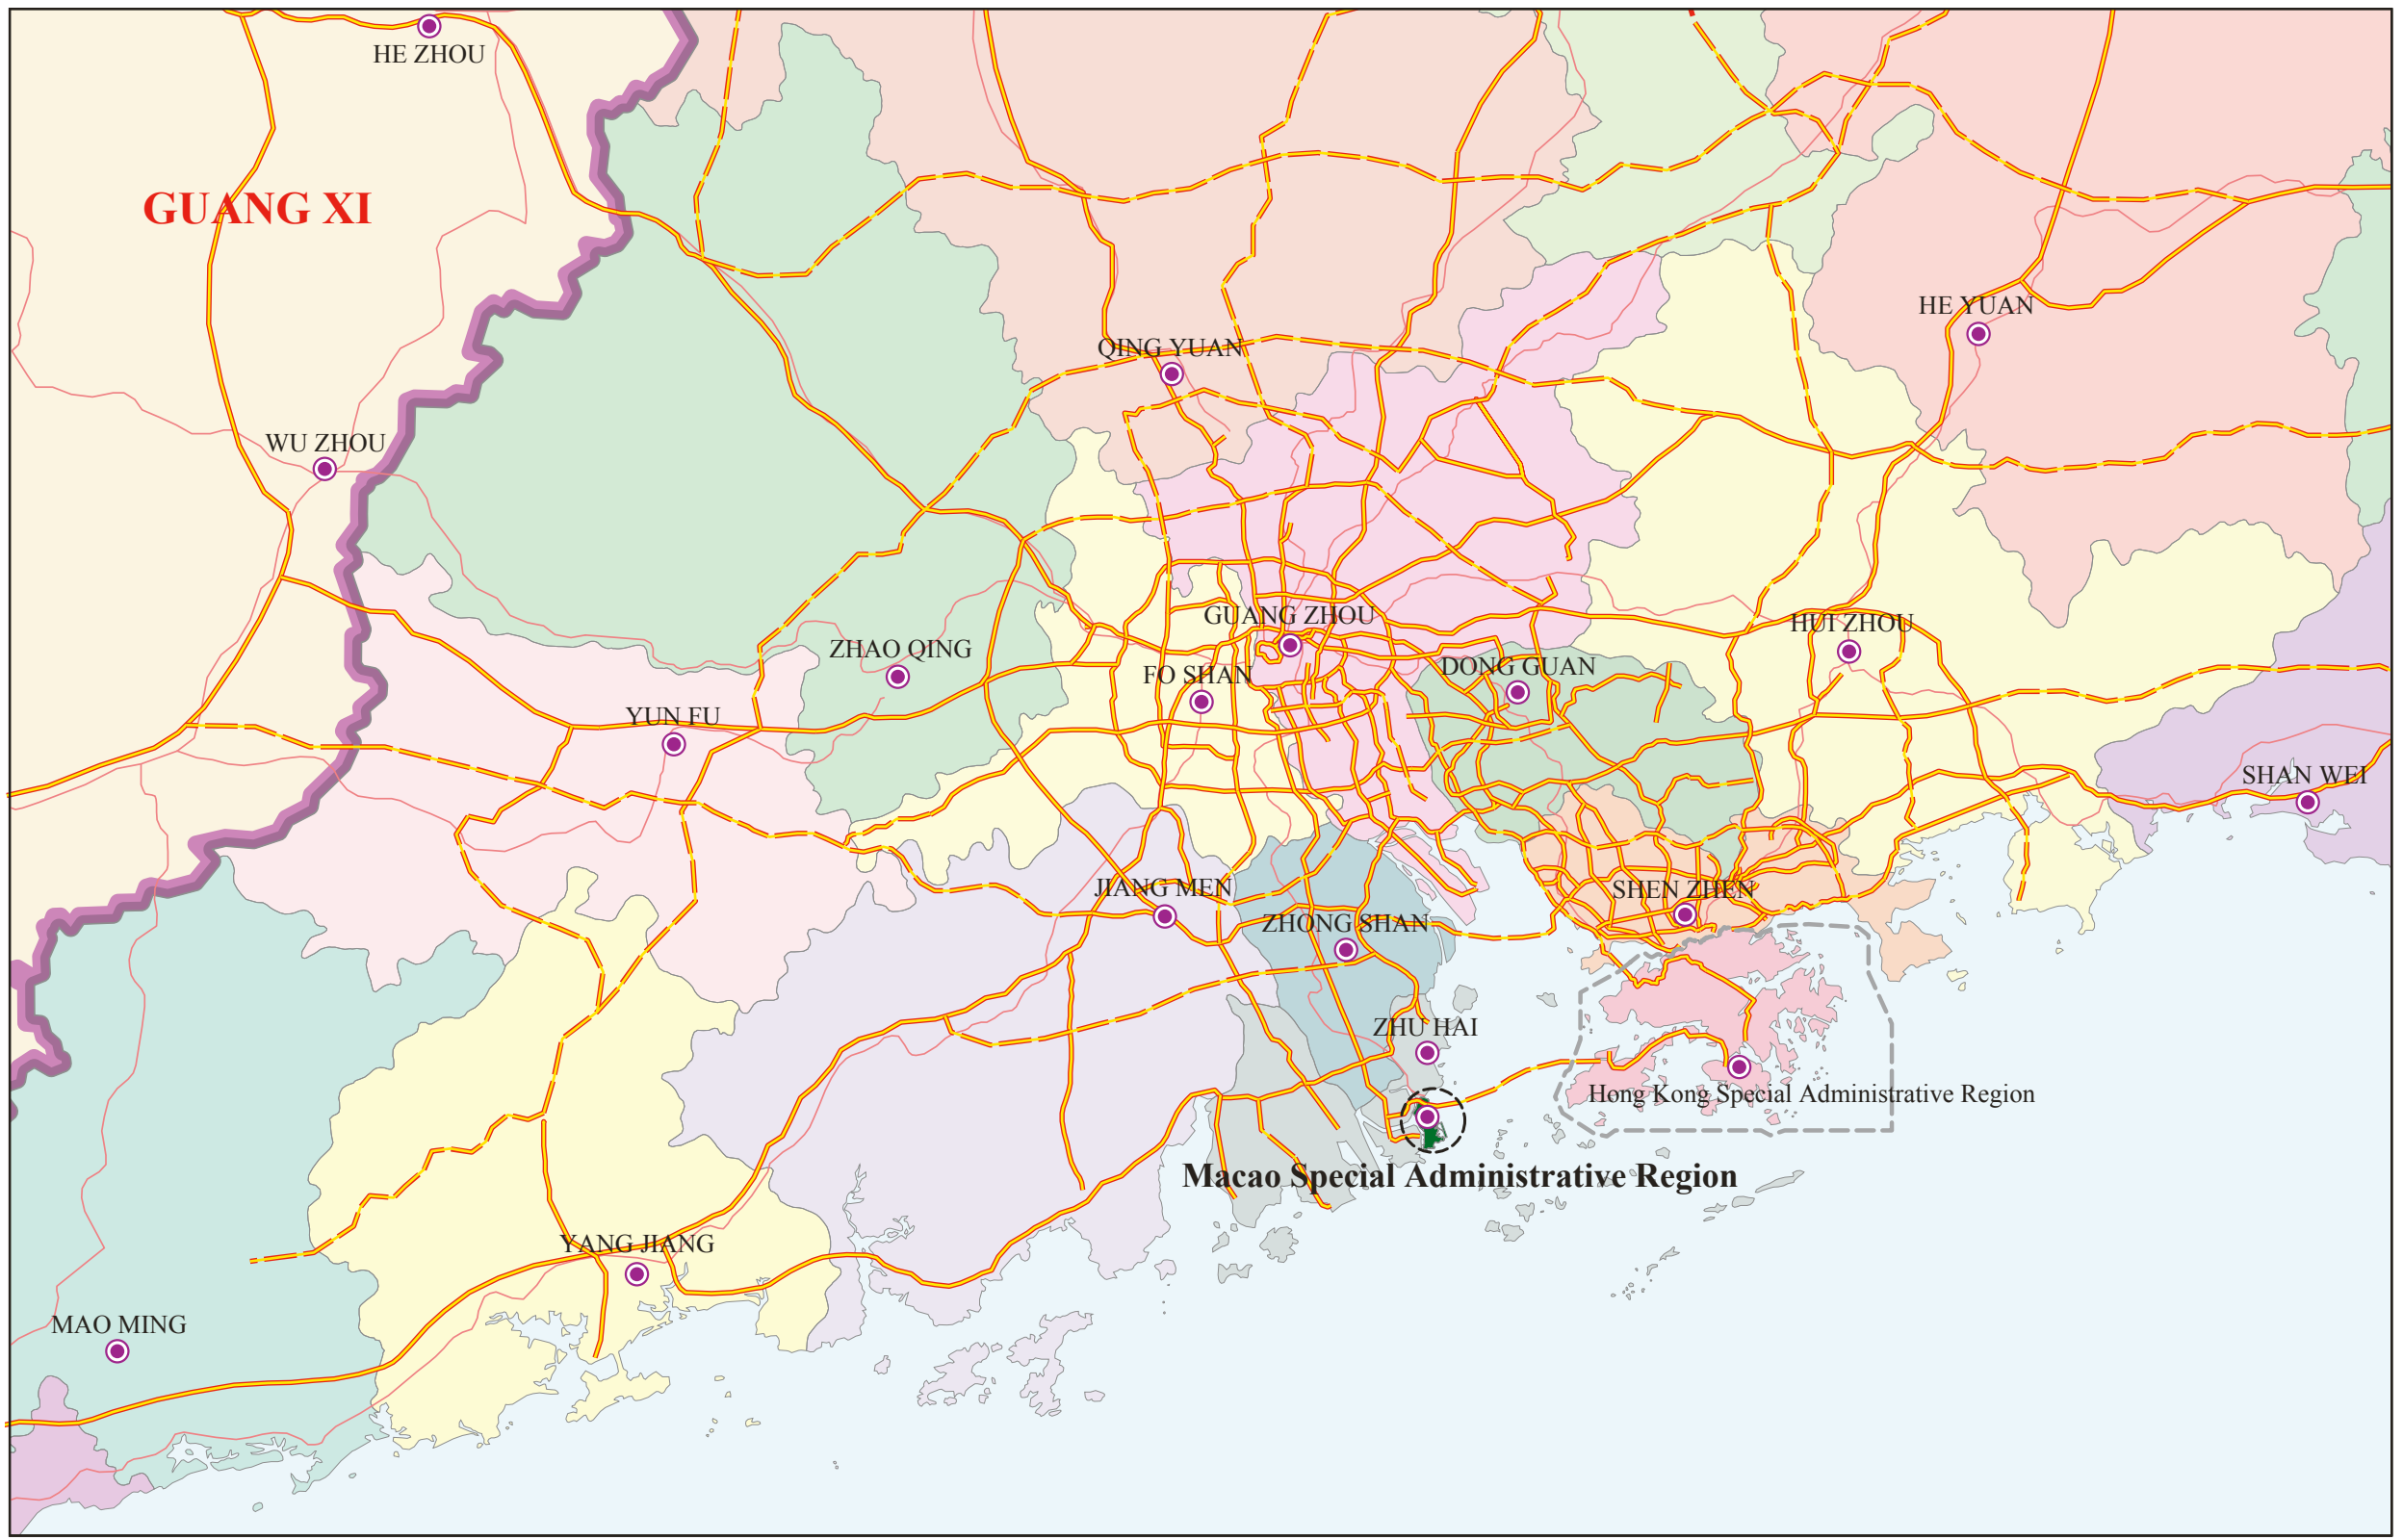 HE ZHOU
GUANG XI
HE YUAN
QING YUAN
WU ZHOU
GUANG ZHOU
HUI ZHOU
ZHAO QING
FO SHAN
DONG GUAN
YUN FU
SHAN WEI
JIANG MEN
SHEN ZHEN
ZHONG SHAN
ZHU HAI
Hong Kong Special Administrative Region
Macao Special Administrative Region
YANG JIANG
MAO MING